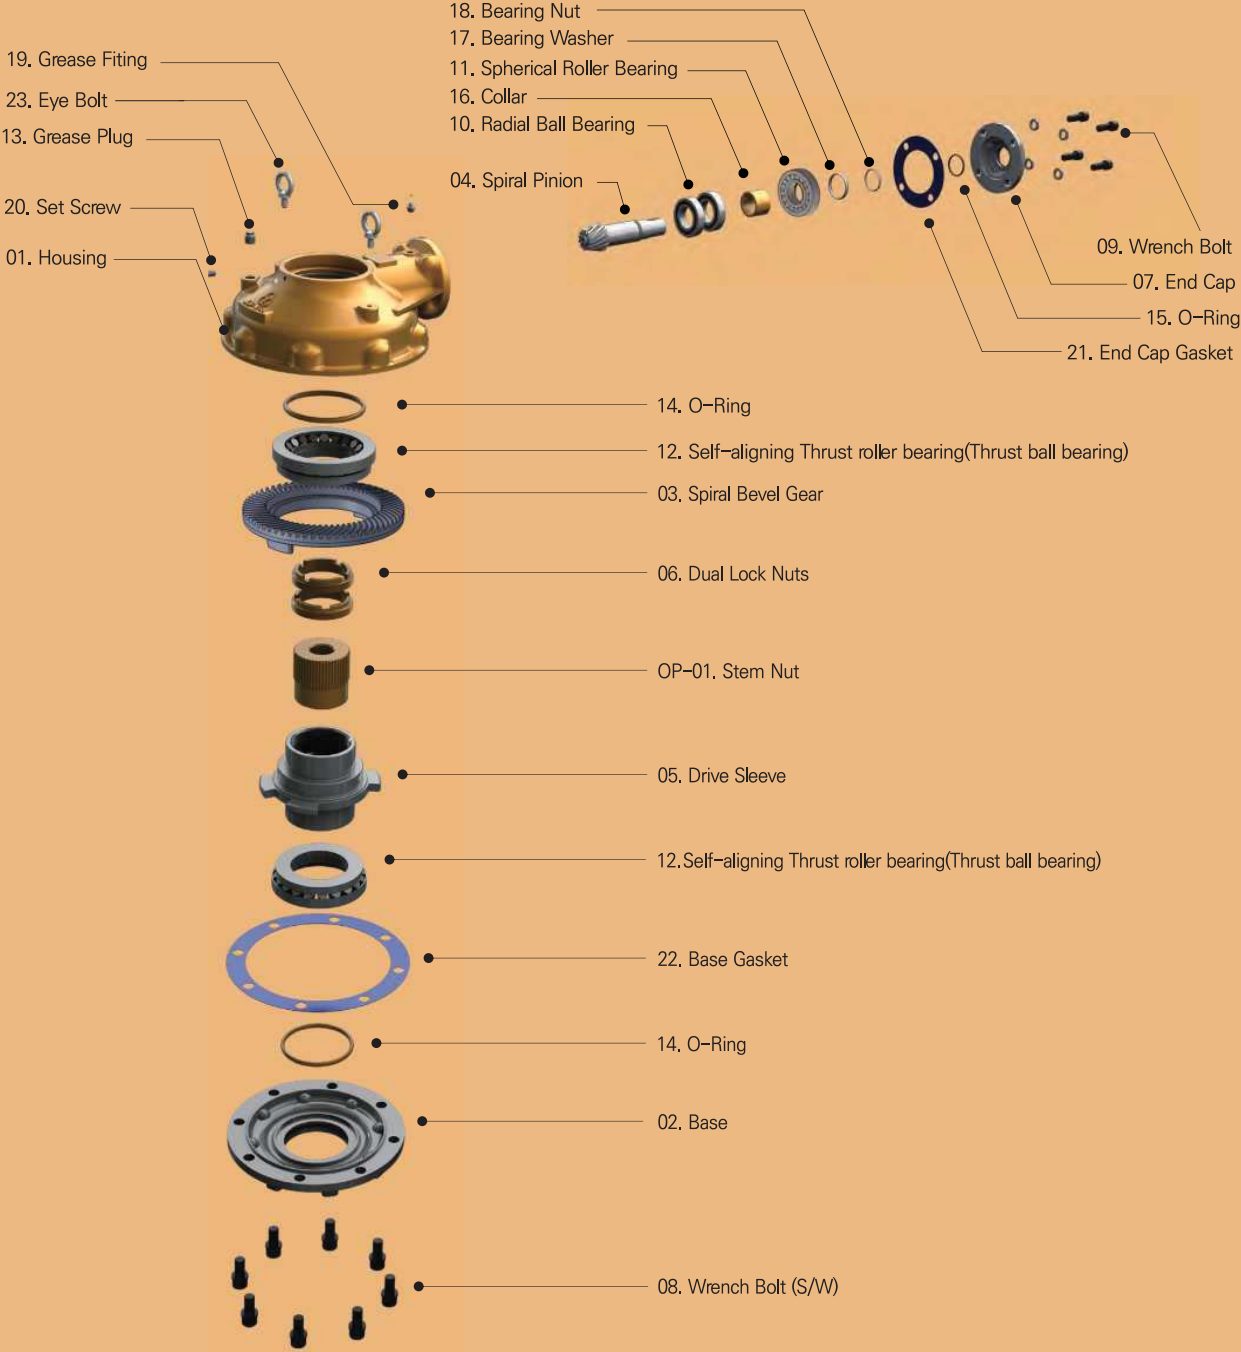 18. Bearing Nut
17. Bearing Washer
11. Spherical Roller Bearing
16. Collar
10. Radial Ball Bearing
04. Spiral Pinion
19. Grease Fiting
23. Eye Bolt
13. Grease Plug
20. Set Screw
01. Housing
09. Wrench Bolt
07. End Cap
15. O-Ring
21. End Cap Gasket
14. O-Ring
12. Self-aligning Thrust roller bearing(Thrust ball bearing)
03. Spiral Bevel Gear
06. Dual Lock Nuts
OP-01. Stem Nut
05. Drive Sleeve
12.Self-aligning Thrust roller bearing(Thrust ball bearing)
22. Base Gasket
14. O-Ring
02. Base
08. Wrench Bolt (S/W)